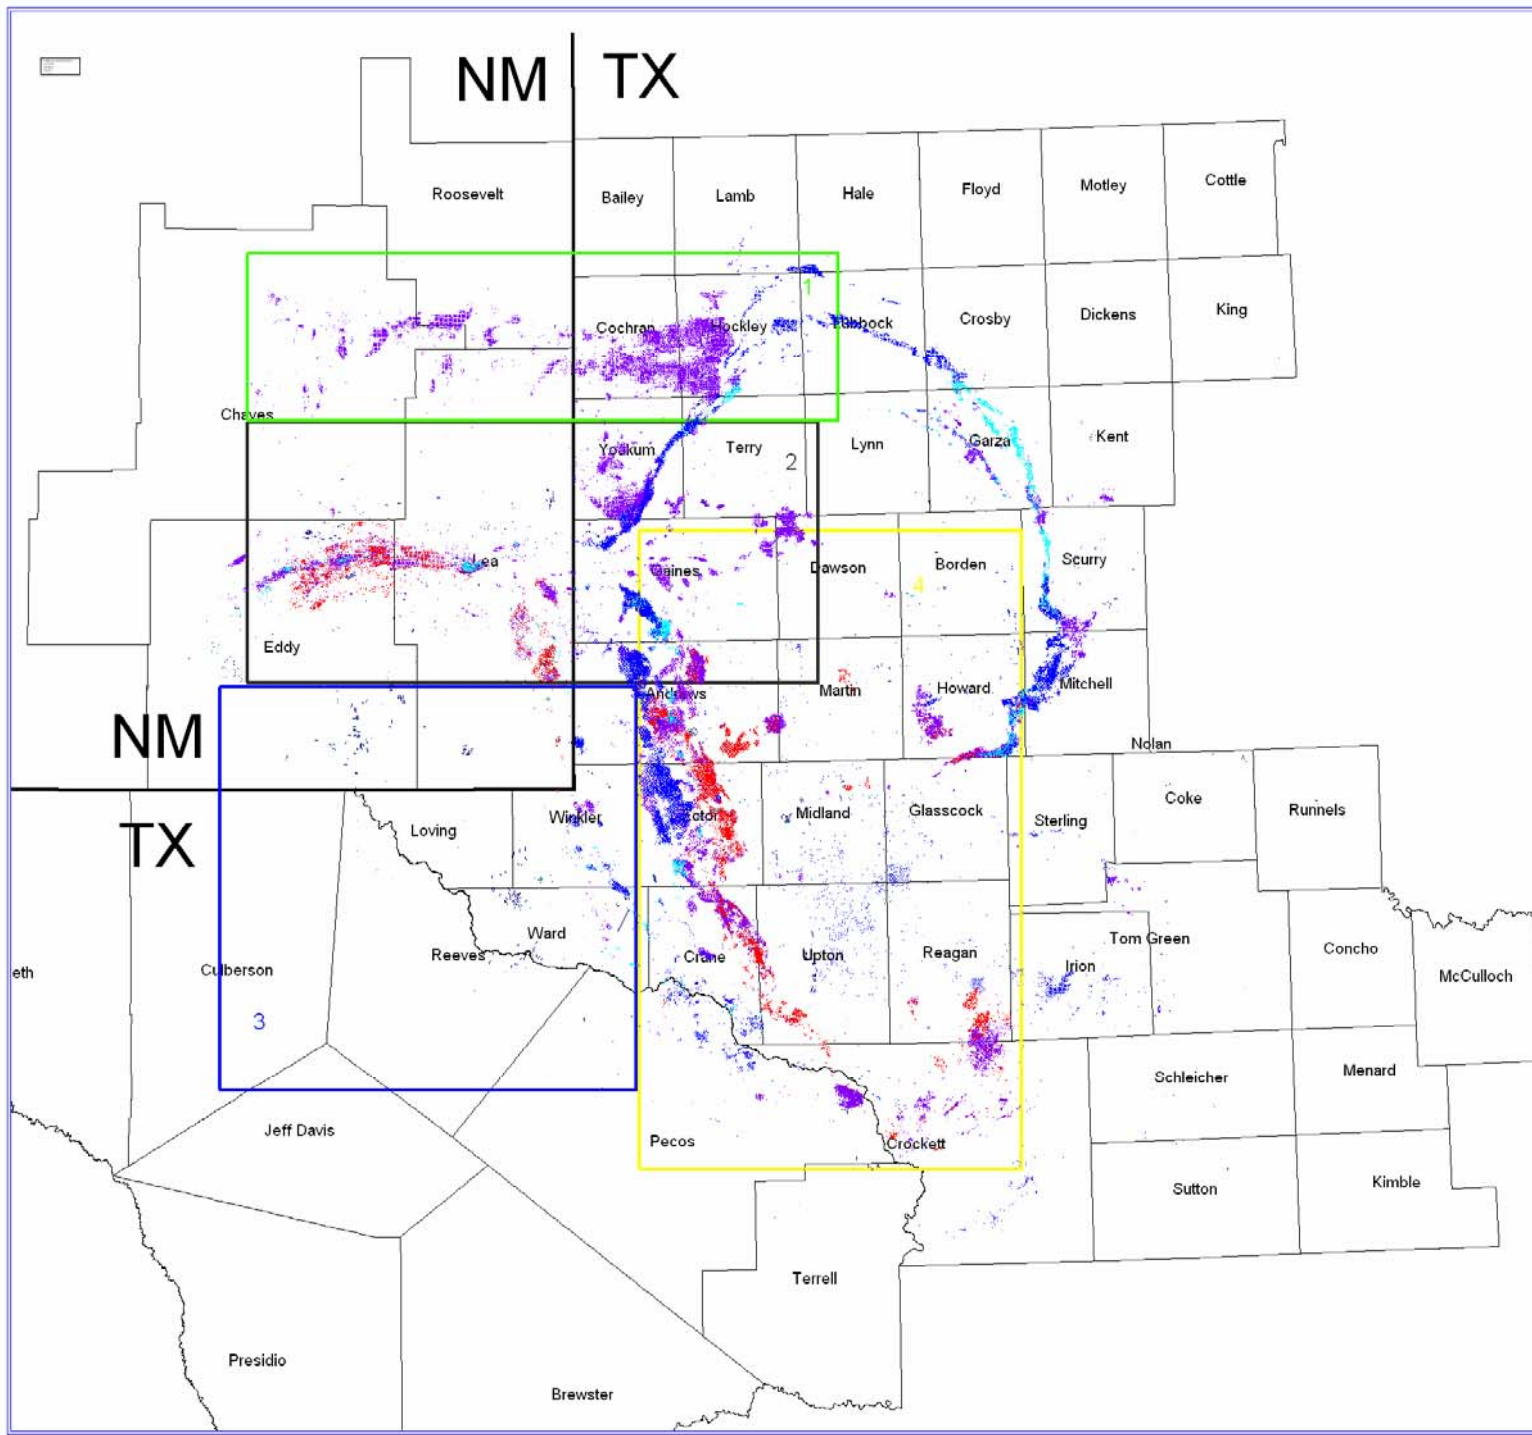 NM TX
Roosevelt Bailey Lamb Hale Floyd Motley Cottle
1
Cochran Hockley Lubbock Crosby Dickens King
Chaves
Yoakum Terry Lynn Garza Kent
2
Lea Gaines Dawson Borden Scurry
4
Eddy
Andrews Martin Howard Mitchell
NM
Nolan
TX
Loving Winkler Ector Midland Glasscock Sterling Coke Runnels
eth Culberson Reeves Ward Crane Upton Reagan Irion Tom Green Concho McCulloch
3
Schleicher Menard
Jeff Davis Pecos Crockett
Sutton Kimble
Terrell
Presidio Brewster